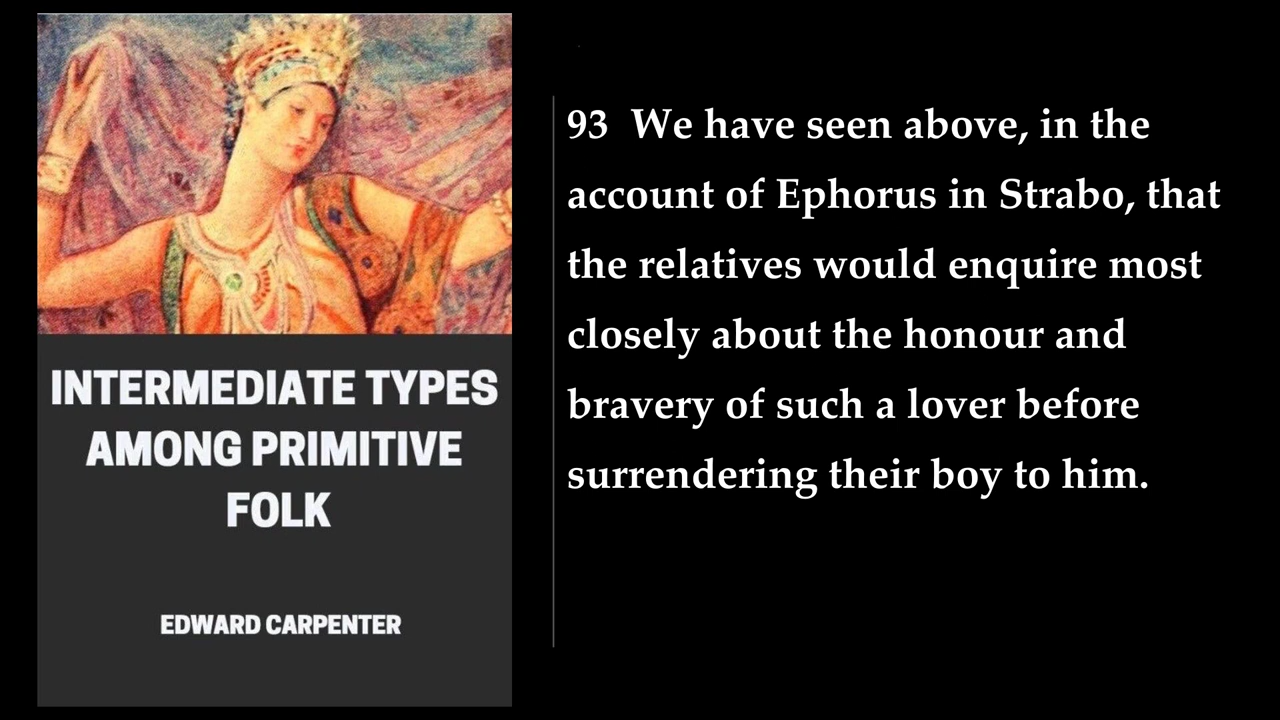 INTERMEDIATE TYPES
AMONG PRIMITIVE
FOLK
EDWARD CARPENTER
93 We have seen above, in the
account of Ephorus in Strabo, that
the relatives would enquire most
closely about the honour and
bravery of such a lover before
surrendering their boy to him.